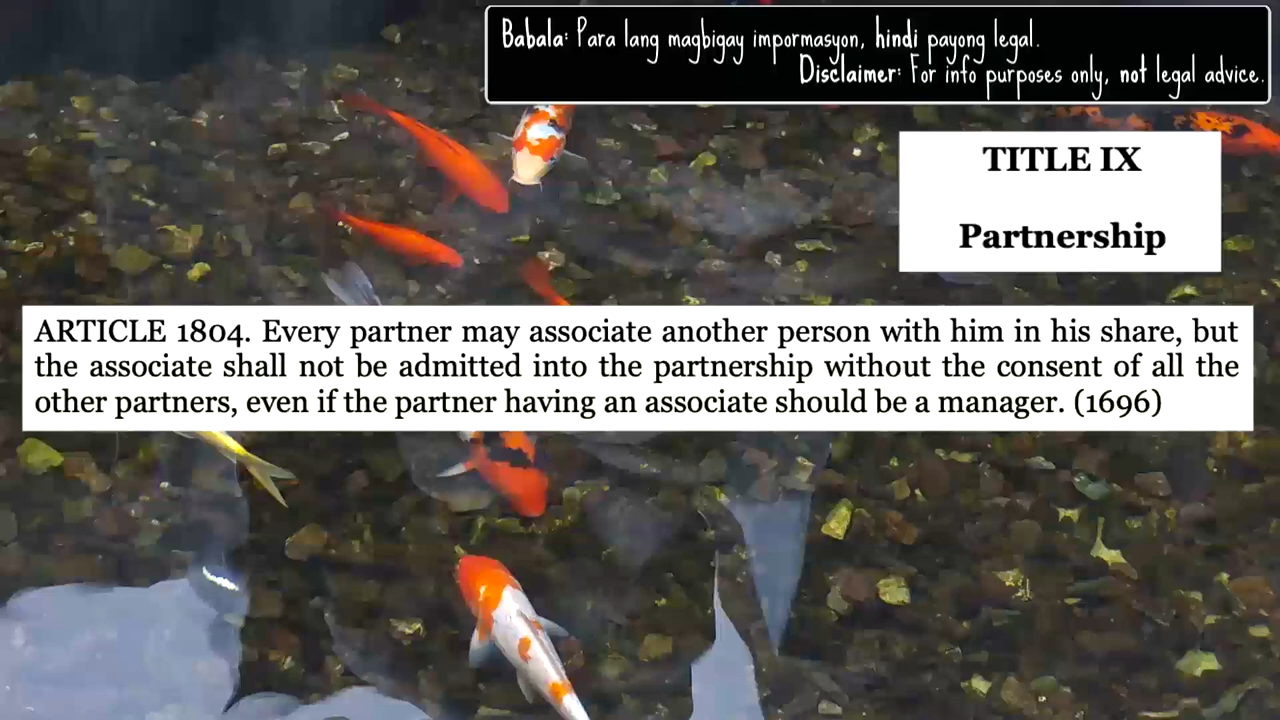 Babala: Para lang magbigay impormasyon, hindi payong legal.
Disclaimer: For info purposes only, not legal advice.
TITLE IX
Partnership
ARTICLE 1804. Every partner may associate another person with him in his share, but
the associate shall not be admitted into the partnership without the consent of all the
other partners, even if the partner having an associate should be a manager. (1696)